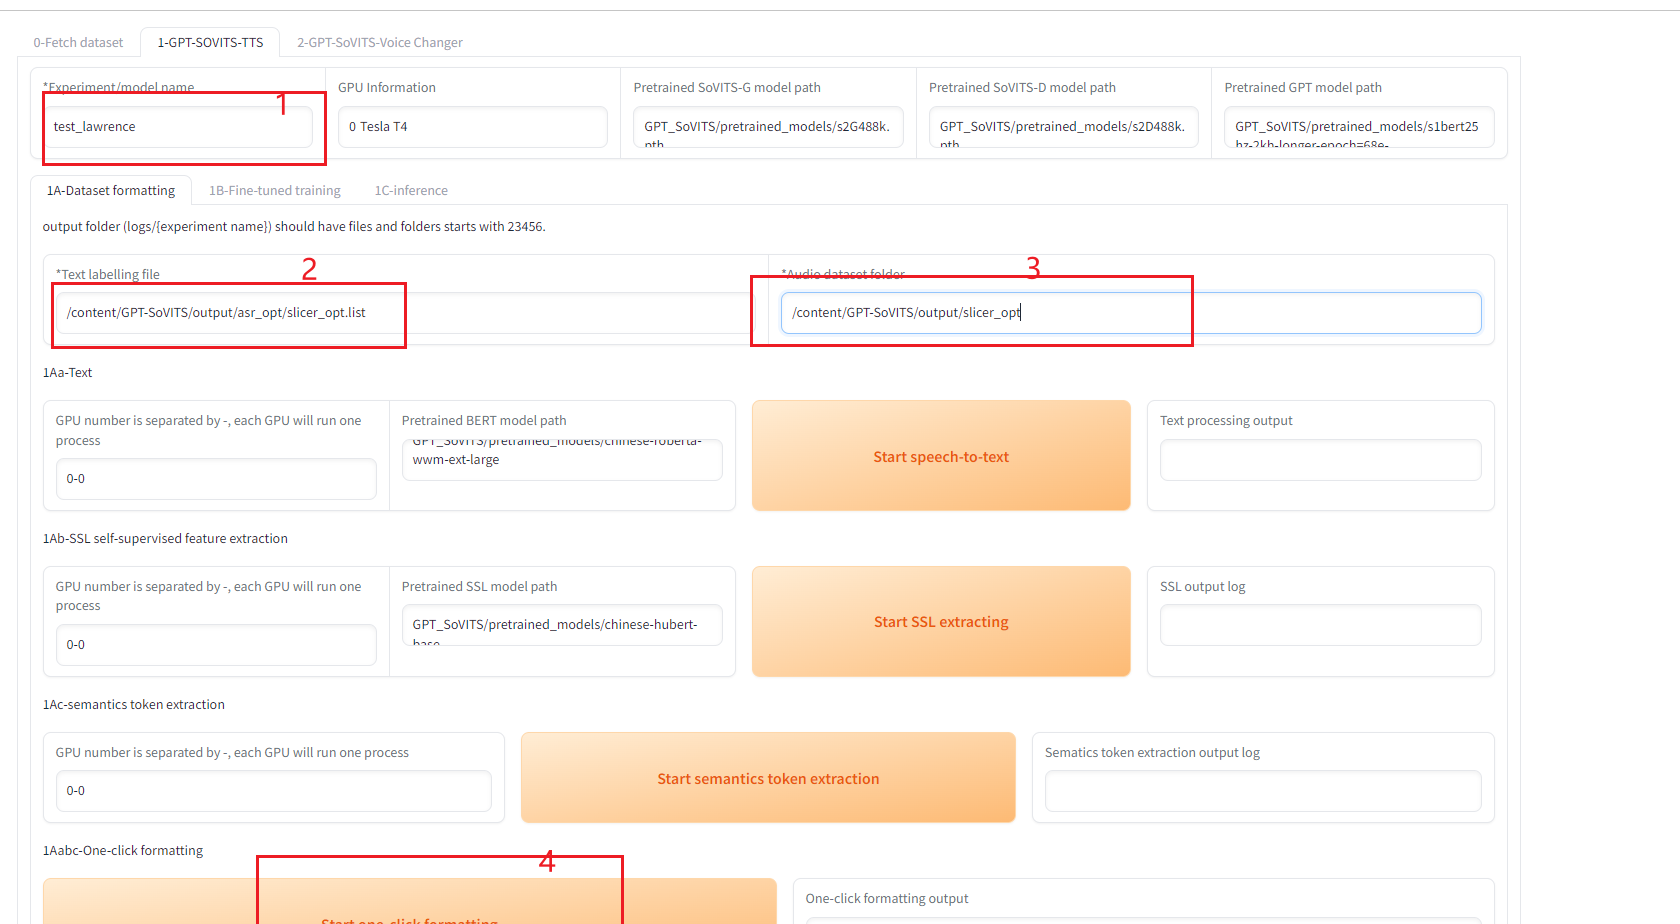 0-Fetch dataset
1-GPT-SOVITS-TTS
2-GPT-SoVITS-Voice Changer
*Experiment/model name
1
test_lawrence
GPU Information
0 Tesla T4
Pretrained SoVITS-G model path
GPT_SoVITS/pretrained_models/s2G488k.
pth
Pretrained SoVITS-D model path
GPT_SoVITS/pretrained_models/s2D488k.
pth
Pretrained GPT model path
GPT_SoVITS/pretrained_models/s1bert25
hz-2kh-longer-epoch=68e-
1A-Dataset formatting
1B-Fine-tuned training
1C-inference
output folder (logs/{experiment name}) should have files and folders starts with 23456.
*Text labelling file
2
/content/GPT-SoVITS/output/asr_opt/slicer_opt.list
*Audio dataset folder
3
/content/GPT-SoVITS/output/slicer_opt
1Aa-Text
GPU number is separated by -, each GPU will run one
process
0-0
Pretrained BERT model path
GPT_SoVITS/pretrained_models/chinese-roberta-
wwm-ext-large
Start speech-to-text
Text processing output
1Ab-SSL self-supervised feature extraction
GPU number is separated by -, each GPU will run one
process
0-0
Pretrained SSL model path
GPT_SoVITS/pretrained_models/chinese-hubert-
base
Start SSL extracting
SSL output log
1Ac-semantics token extraction
GPU number is separated by -, each GPU will run one process
0-0
Start semantics token extraction
Sematics token extraction output log
1Aabc-One-click formatting
4
Start one-click formatting
One-click formatting output